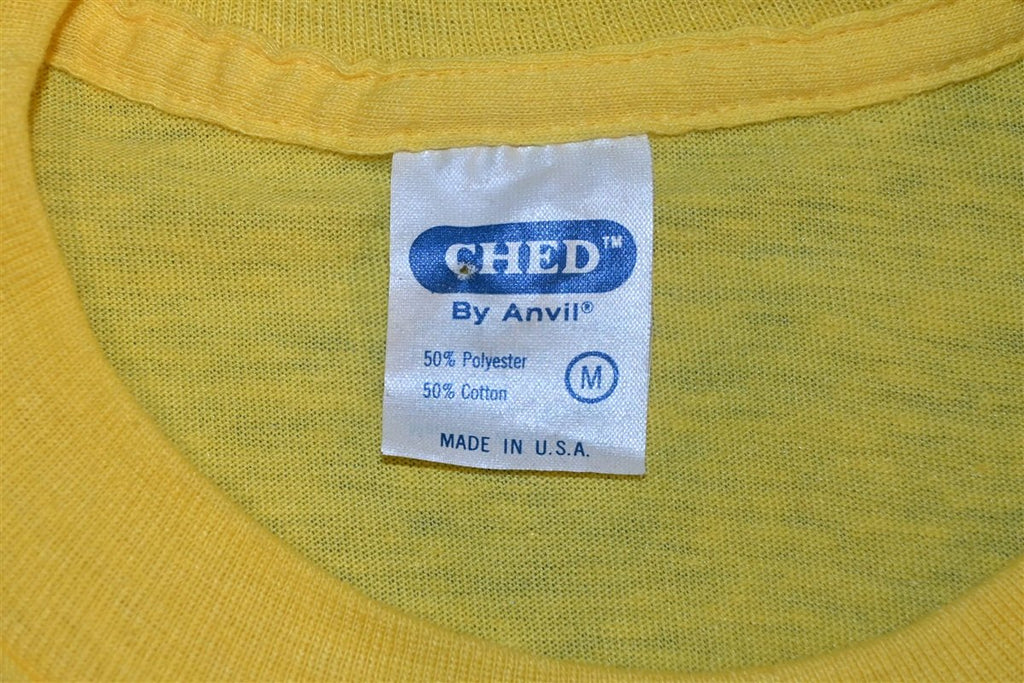 CHED™
By Anvil®
50% Polyester
50% Cotton
M
MADE IN U.S.A.